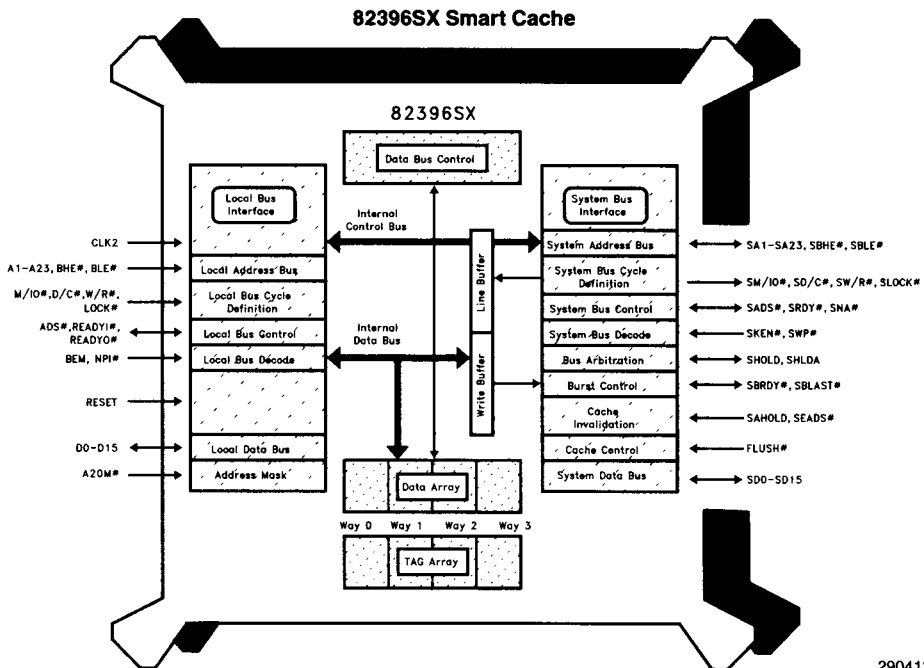 82396SX Smart Cache
82396SX
Data Bus Control
Local Bus
Interface
CLK2
A1-A23, BHE#, BLE#
Local Address Bus
M/IO#, D/C#, W/R#,
LOCK#
Local Bus Cycle
Definition
ADS#, READYI#,
READYO#
Local Bus Control
BEM, NPI#
Local Bus Decode
RESET
D0-D15
Local Data Bus
A20M#
Address Mask
Internal
Control Bus
Internal
Data Bus
Line Buffer
Write Buffer
Data Array
Way 0 Way 1 Way 2 Way 3
TAG Array
System Bus
Interface
System Address Bus
SA1-SA23, SBHE#, SBLE#
System Bus Cycle
Definition
SM/IO#, SD/C#, SW/R#, SLOCK#
System Bus Control
SADS#, SRDY#, SNA#
System Bus Decode
SKEN#, SWP#
Bus Arbitration
SHOLD, SHLDA
Burst Control
SBRDY#, SBLAST#
Cache
Invalidation
SAHOLD, SEADS#
Cache Control
FLUSH#
System Data Bus
SD0-SD15
29041